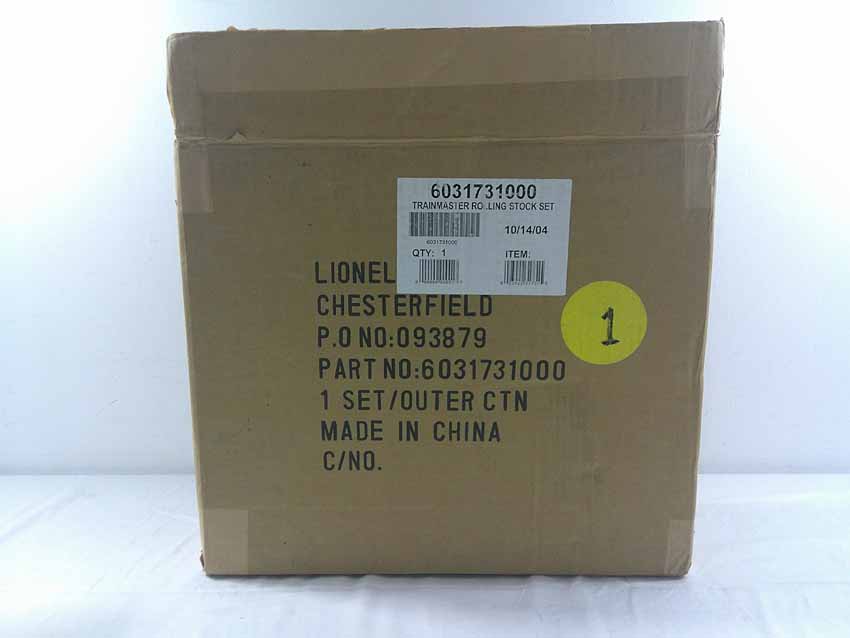 6031731000
TRAINMASTER RO LING STOCK SET
10/14/04
6031731000
QTY: 1
ITEM:
LIONEL
CHESTERFIELD
P.O NO:093879
PART NO:6031731000
1 SET/OUTER CTN
MADE IN CHINA
C/NO.
1